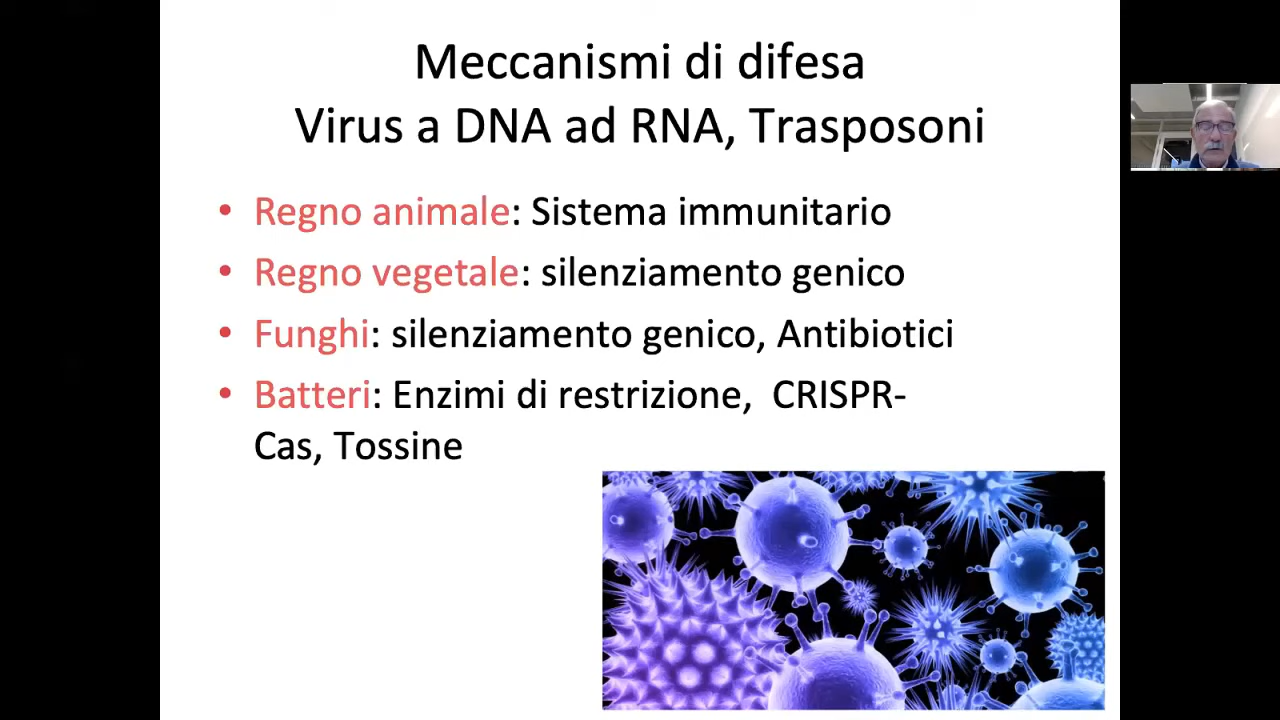 Meccanismi di difesa
Virus a DNA ad RNA, Trasposoni
• Regno animale: Sistema immunitario
• Regno vegetale: silenziamento genico
• Funghi: silenziamento genico, Antibiotici
• Batteri: Enzimi di restrizione, CRISPR-
Cas, Tossine